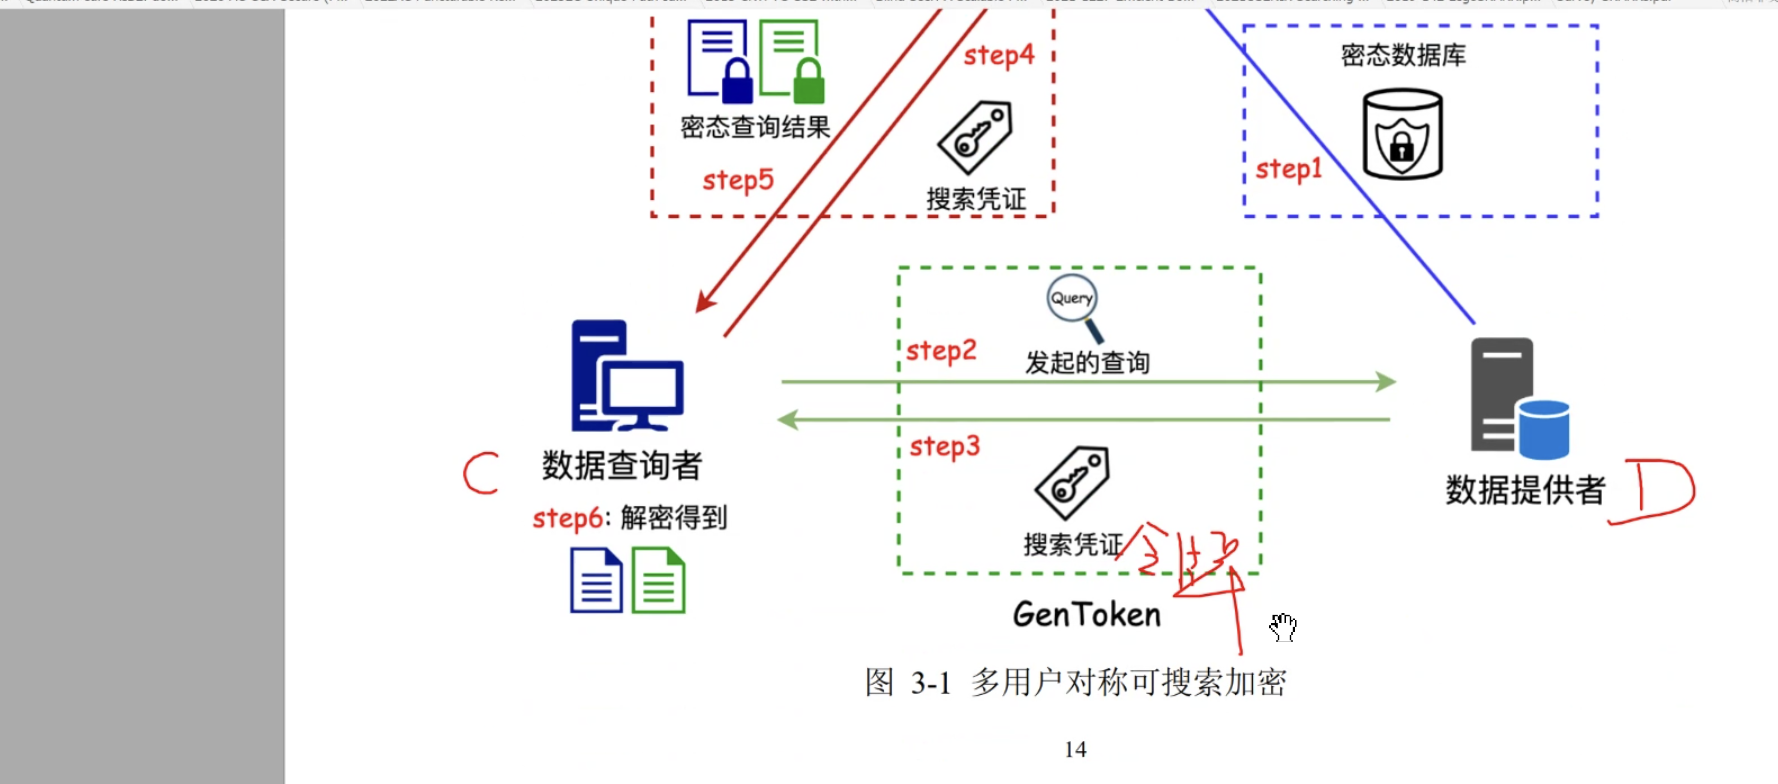 step4
密态数据库
密态查询结果
step1
step5
搜索凭证
Query
step2
发起的查询
step3
数据查询者
C
数据提供者
D
step6: 解密得到
搜索凭证
GenToken
图 3-1 多用户对称可搜索加密
14